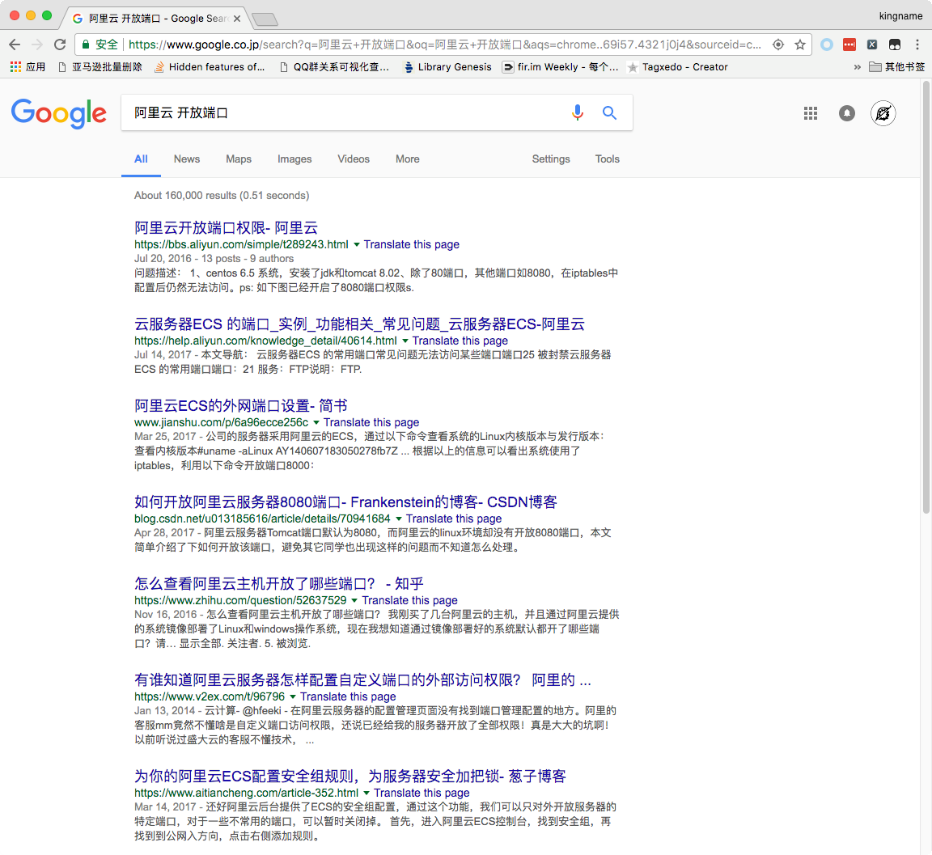 阿里云 开放端口 - Google Sear
kingname
安全 https://www.google.co.jp/search?q=阿里云+开放端口&oq=阿里云+开放端口&aqs=chrome..69i57.4321j0j4&sourceid=c...
应用 亚马逊批量删除 Hidden features of... QQ群关系可视化查... Library Genesis fir.im Weekly - 每个... Tagxedo - Creator » 其他书签
Google 阿里云 开放端口
All News Maps Images Videos More Settings Tools
About 160,000 results (0.51 seconds)
阿里云开放端口权限- 阿里云
https://bbs.aliyun.com/simple/t289243.html ▼ Translate this page
Jul 20, 2016 - 13 posts - 9 authors
问题描述： 1、centos 6.5 系统，安装了jdk和tomcat 8.02、除了80端口，其他端口如8080，在iptables中
配置后仍然无法访问。ps: 如下图已经开启了8080端口权限s.
云服务器ECS 的端口_实例_功能相关_常见问题_云服务器ECS-阿里云
https://help.aliyun.com/knowledge_detail/40614.html ▼ Translate this page
Jul 14, 2017 - 本文导航： 云服务器ECS 的常用端口常见问题无法访问某些端口端口25 被封禁云服务器
ECS 的常用端口端口：21 服务：FTP说明：FTP.
阿里云ECS的外网端口设置- 简书
www.jianshu.com/p/6a96ecce256c ▼ Translate this page
Mar 25, 2017 - 公司的服务器采用阿里云的ECS，通过以下命令查看系统的Linux内核版本与发行版本：
查看内核版本#uname -aLinux AY140607183050278fb7Z ... 根据以上的信息可以看出系统使用了
iptables，利用以下命令开放端口8000：
如何开放阿里云服务器8080端口- Frankenstein的博客- CSDN博客
blog.csdn.net/u013185616/article/details/70941684 ▼ Translate this page
Apr 28, 2017 - 阿里云服务器Tomcat端口默认为8080，而阿里云的linux环境却没有开放8080端口，本文
简单介绍了下如何开放该端口，避免其它同学也出现这样的问题而不知道怎么处理。
怎么查看阿里云主机开放了哪些端口？ - 知乎
https://www.zhihu.com/question/52637529 ▼ Translate this page
Nov 16, 2016 - 怎么查看阿里云主机开放了哪些端口？ 我刚买了几台阿里云的主机，并且通过阿里云提供
的系统镜像部署了Linux和windows操作系统，现在我想知道通过镜像部署好的系统默认都开了哪些端
口？请... 显示全部. 关注者. 5. 被浏览.
有谁知道阿里云服务器怎样配置自定义端口的外部访问权限？ 阿里的 ...
https://www.v2ex.com/t/96796 ▼ Translate this page
Jan 13, 2014 - 云计算- @hfeeki - 在阿里云服务器的配置管理页面没有找到端口管理配置的地方。阿里的
客服mm竟然不懂啥是自定义端口访问权限，还说已经给我的服务器开放了全部权限！真是大大的坑啊！
以前听说过盛大云的客服不懂技术， ...
为你的阿里云ECS配置安全组规则，为服务器安全加把锁- 葱子博客
https://www.aitiancheng.com/article-352.html ▼ Translate this page
Mar 14, 2017 - 还好阿里云后台提供了ECS的安全组配置，通过这个功能，我们可以只对外开放服务器的
特定端口，对于一些不常用的端口，可以暂时关闭掉。 首先，进入阿里云ECS控制台，找到安全组，再
找到到公网入方向，点击右侧添加规则。